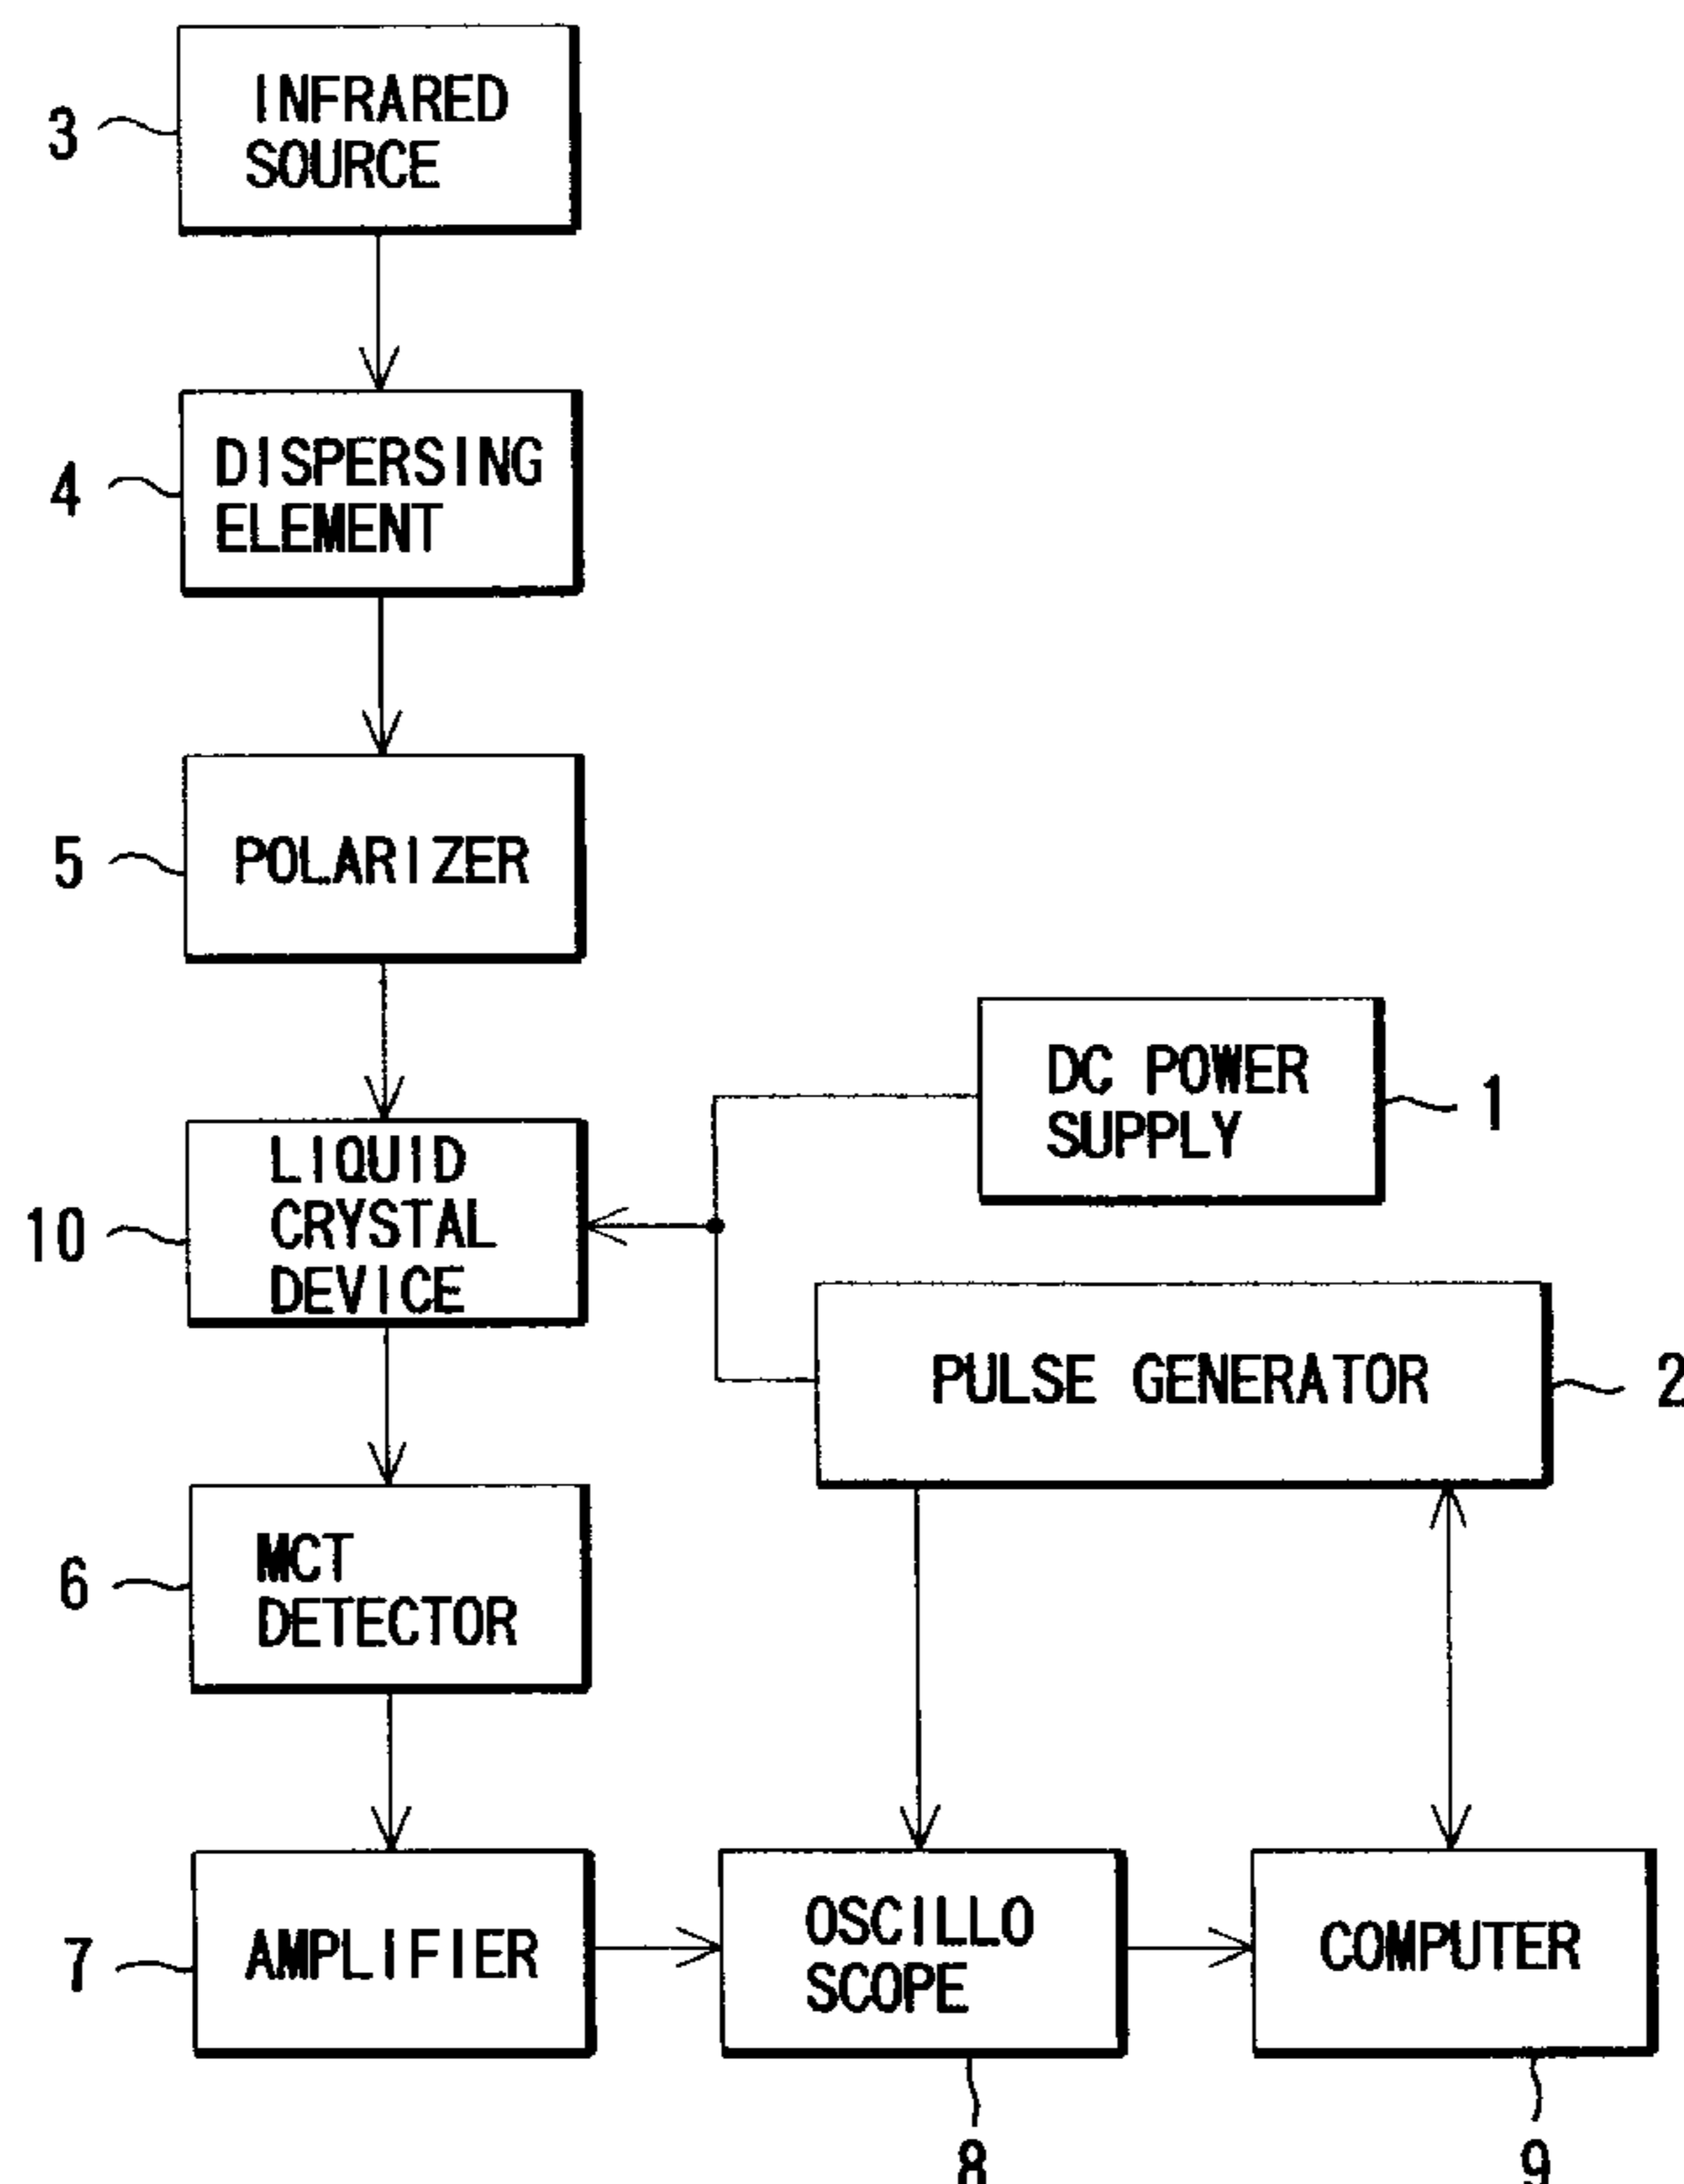 3
INFRARED
SOURCE
4
DISPERSING
ELEMENT
5
POLARIZER
DC POWER
SUPPLY
1
10
LIQUID
CRYSTAL
DEVICE
PULSE GENERATOR
2
6
MCT
DETECTOR
7
AMPLIFIER
OSCILLO
SCOPE
COMPUTER
8
9